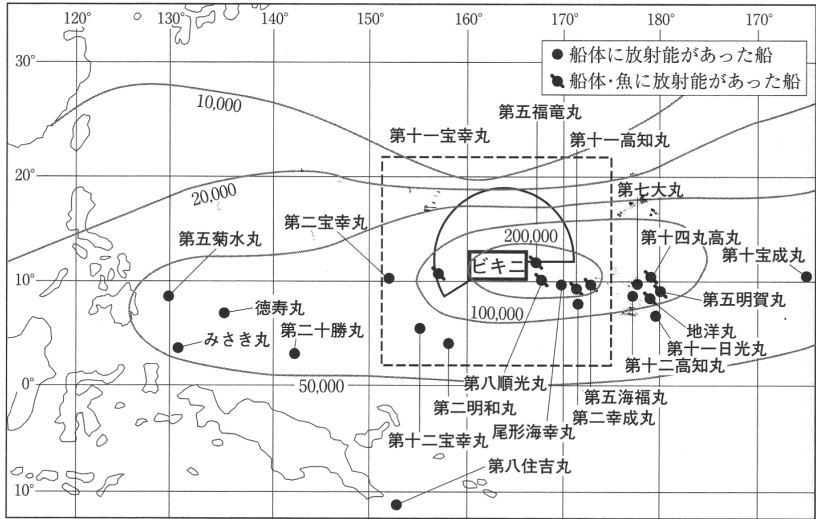 120° 130° 140° 150° 160° 170° 180° 170°
30°
● 船体に放射能があった船
船体・魚に放射能があった船
10,000
第五福竜丸
第十一宝幸丸
第十一高知丸
20°
20,000
第七大丸
第二宝幸丸
第五菊水丸
200,000
第十四丸高丸
第十宝成丸
ビキニ
10°
第五明賀丸
徳寿丸
100,000
地洋丸
みさき丸
第二十勝丸
第十一日光丸
第十二高知丸
0°
50,000
第八順光丸
第五海福丸
第二明和丸
第二幸成丸
尾形海幸丸
第十二宝幸丸
第八住吉丸
10°